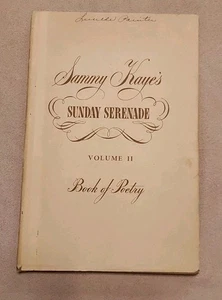 Sammy Kaye's
SUNDAY SERENADE
VOLUME II
Book of Poetry